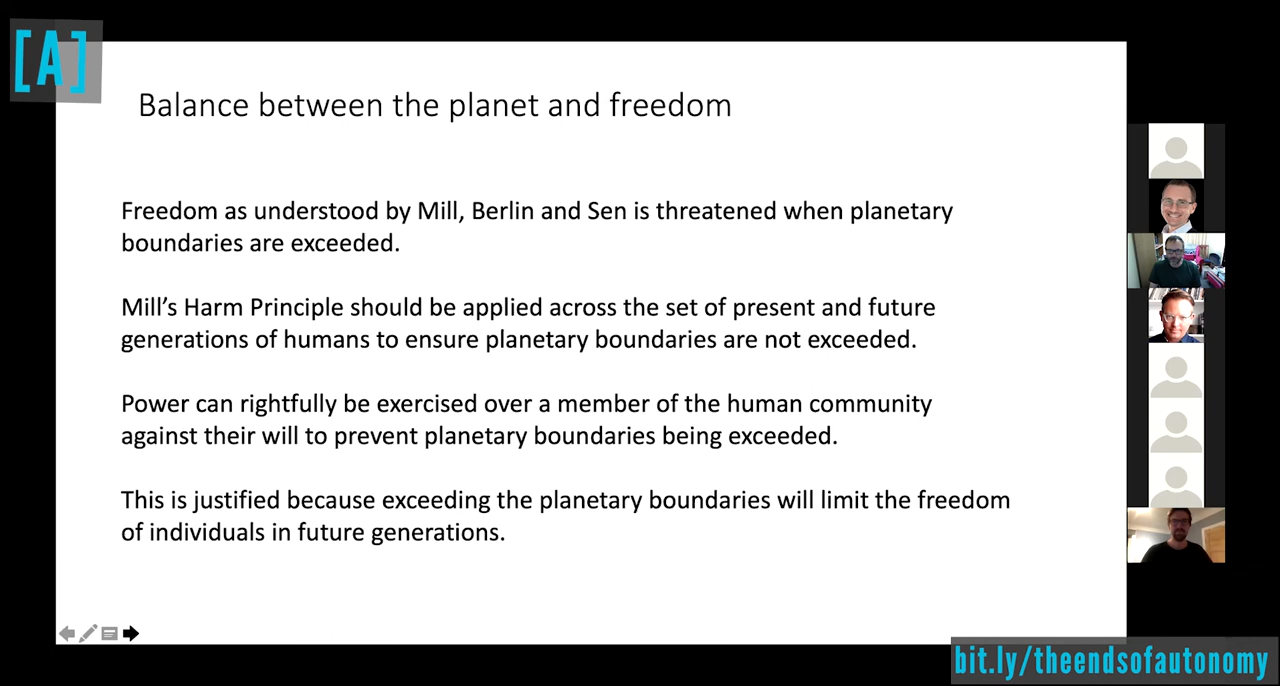 [A]
Balance between the planet and freedom
Freedom as understood by Mill, Berlin and Sen is threatened when planetary
boundaries are exceeded.
Mill’s Harm Principle should be applied across the set of present and future
generations of humans to ensure planetary boundaries are not exceeded.
Power can rightfully be exercised over a member of the human community
against their will to prevent planetary boundaries being exceeded.
This is justified because exceeding the planetary boundaries will limit the freedom
of individuals in future generations.
bit.ly/theendsofautonomy